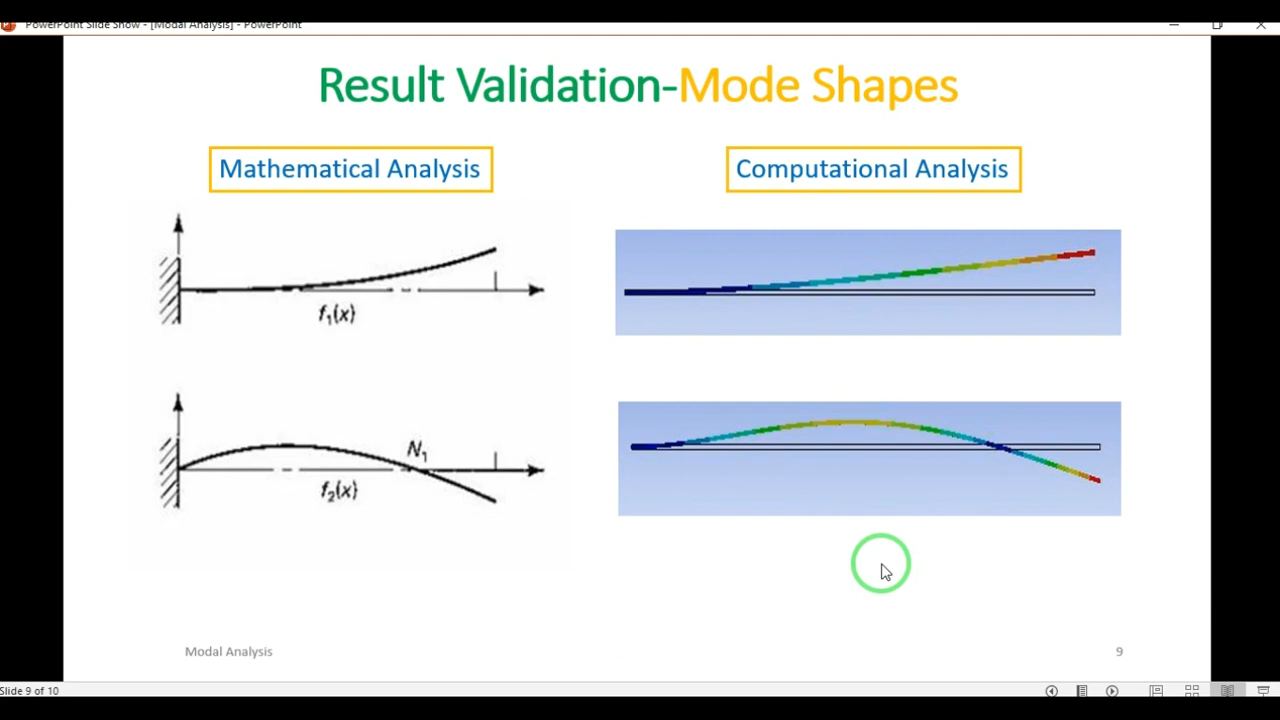 PowerPoint Slide Show - [Modal Analysis] - PowerPoint
Result Validation-Mode Shapes
Mathematical Analysis
Computational Analysis
f₁(x)
N₁
f₂(x)
Modal Analysis
9
Slide 9 of 10